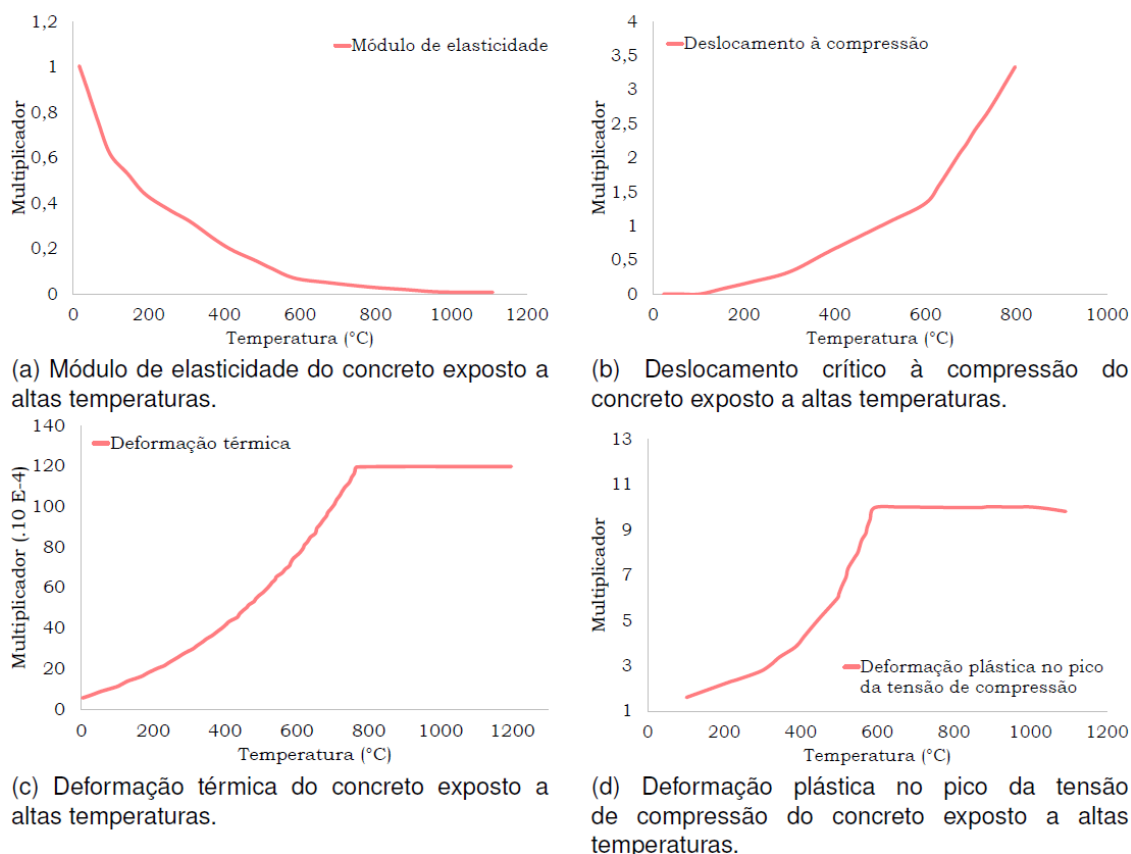 1,2
1
0,8
0,6
0,4
0,2
0
Multiplicador
Módulo de elasticidade
0 200 400 600 800 1000 1200
Temperatura (°C)
(a) Módulo de elasticidade do concreto exposto a
altas temperaturas.
4
3,5
3
2,5
2
1,5
1
0,5
0
Multiplicador
Deslocamento à compressão
0 200 400 600 800 1000
Temperatura (°C)
(b) Deslocamento crítico à compressão do
concreto exposto a altas temperaturas.
140
120
100
80
60
40
20
0
Multiplicador (.10 E-4)
Deformação térmica
0 200 400 600 800 1000 1200
Temperatura (°C)
(c) Deformação térmica do concreto exposto a
altas temperaturas.
13
11
9
7
5
3
1
Multiplicador
Deformação plástica no pico
da tensão de compressão
0 200 400 600 800 1000 1200
Temperatura (°C)
(d) Deformação plástica no pico da tensão
de compressão do concreto exposto a altas
temperaturas.